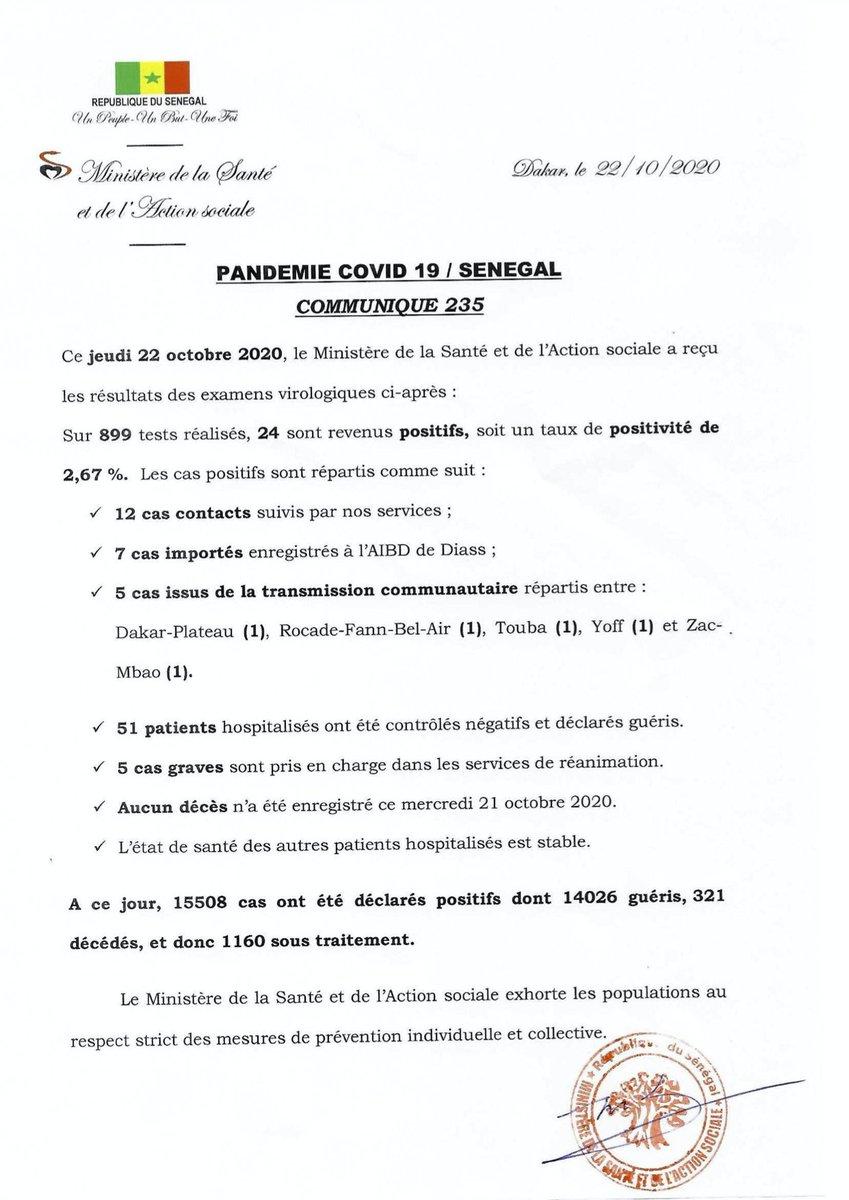 REPUBLIQUE DU SENEGAL
Un Peuple - Un But - Une Foi
Ministère de la Santé
et de l'Action sociale
Dakar, le 22/10/2020
PANDEMIE COVID 19 / SENEGAL
COMMUNIQUE 235
Ce jeudi 22 octobre 2020, le Ministère de la Santé et de l'Action sociale a reçu
les résultats des examens virologiques ci-après :
Sur 899 tests réalisés, 24 sont revenus positifs, soit un taux de positivité de
2,67 %. Les cas positifs sont répartis comme suit :
✓ 12 cas contacts suivis par nos services ;
✓ 7 cas importés enregistrés à l'AIBD de Diass ;
✓ 5 cas issus de la transmission communautaire répartis entre :
Dakar-Plateau (1), Rocade-Fann-Bel-Air (1), Touba (1), Yoff (1) et Zac-
Mbao (1).
✓ 51 patients hospitalisés ont été contrôlés négatifs et déclarés guéris.
✓ 5 cas graves sont pris en charge dans les services de réanimation.
✓ Aucun décès n'a été enregistré ce mercredi 21 octobre 2020.
✓ L'état de santé des autres patients hospitalisés est stable.
A ce jour, 15508 cas ont été déclarés positifs dont 14026 guéris, 321
décédés, et donc 1160 sous traitement.
Le Ministère de la Santé et de l'Action sociale exhorte les populations au
respect strict des mesures de prévention individuelle et collective.
République du Sénégal
MINISTÈRE DE LA SANTÉ ET DE L'ACTION SOCIALE